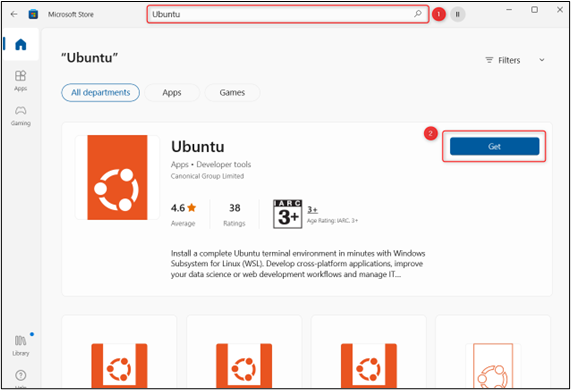 Microsoft Store
Ubuntu
1
II
“Ubuntu”
Filters
All departments
Apps
Games
Apps
Gaming
Ubuntu
2
Get
Apps • Developer tools
Canonical Group Limited
4.6
38
IARC
3+
3+
Average
Ratings
Age Rating: IARC, 3+
Install a complete Ubuntu terminal environment in minutes with Windows
Subsystem for Linux (WSL). Develop cross-platform applications, improve
your data science or web development workflows and manage IT...
Library